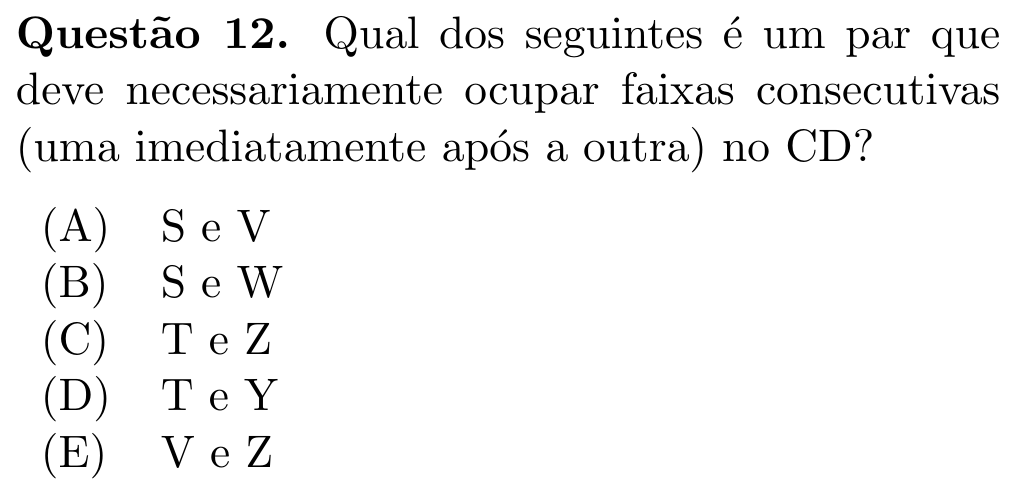 Questão 12. Qual dos seguintes é um par que
deve necessariamente ocupar faixas consecutivas
(uma imediatamente após a outra) no CD?
(A) S e V
(B) S e W
(C) T e Z
(D) T e Y
(E) V e Z